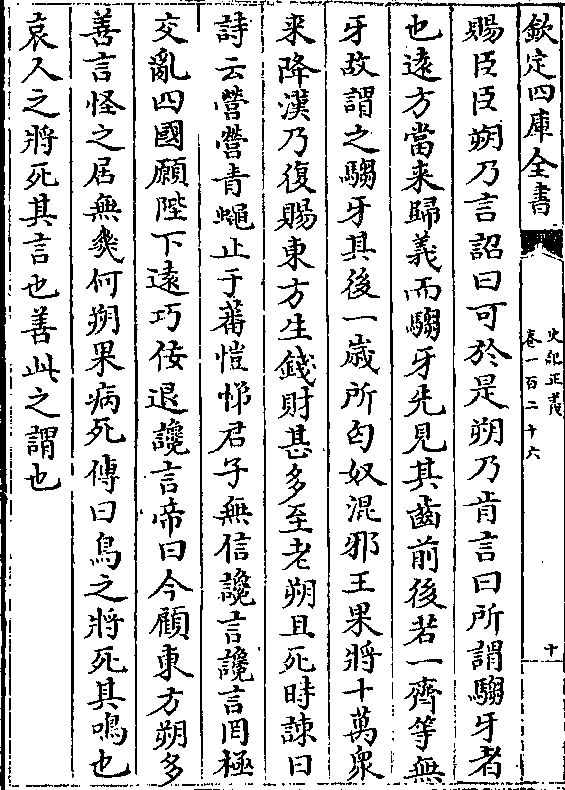 欽定四庫全書
史記正義
卷一百二十六
十
賜臣臣朔乃言詔曰可於是朔乃肯言曰所謂騶牙者
也遠方當來歸義而騶牙先見其齒前後若一齊等無
牙故謂之騶牙其後一歲所匈奴混邪王果將十萬衆
来降漢乃復賜東方生錢財甚多至老朔且死時諫曰
詩云營營青蠅止于蕃愷悌君子無信讒言讒言罔極
交亂四國願陛下遠巧佞退讒言帝曰今顧東方朔多
善言怪之居無幾何朔果病死傳曰鳥之將死其鳴也
哀人之將死其言也善此之謂也